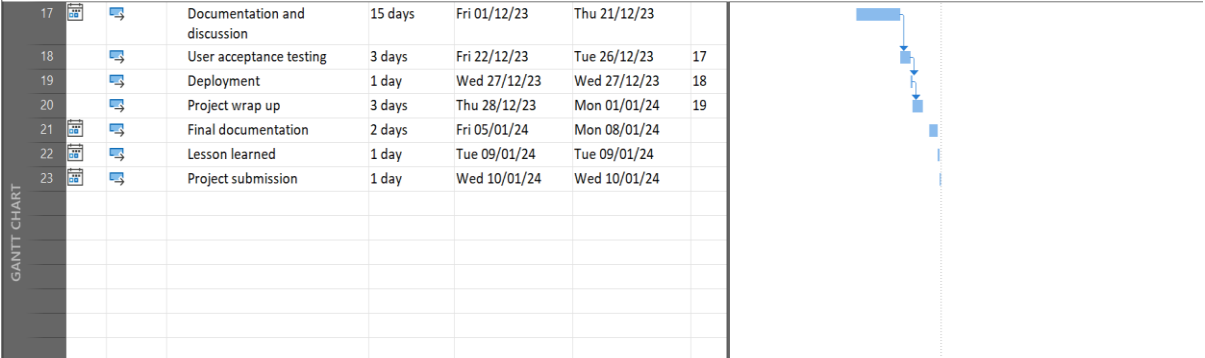 17 Documentation and 15 days Fri 01/12/23 Thu 21/12/23
discussion
18 User acceptance testing 3 days Fri 22/12/23 Tue 26/12/23 17
19 Deployment 1 day Wed 27/12/23 Wed 27/12/23 18
20 Project wrap up 3 days Thu 28/12/23 Mon 01/01/24 19
21 Final documentation 2 days Fri 05/01/24 Mon 08/01/24
22 Lesson learned 1 day Tue 09/01/24 Tue 09/01/24
23 Project submission 1 day Wed 10/01/24 Wed 10/01/24
GANTT CHART